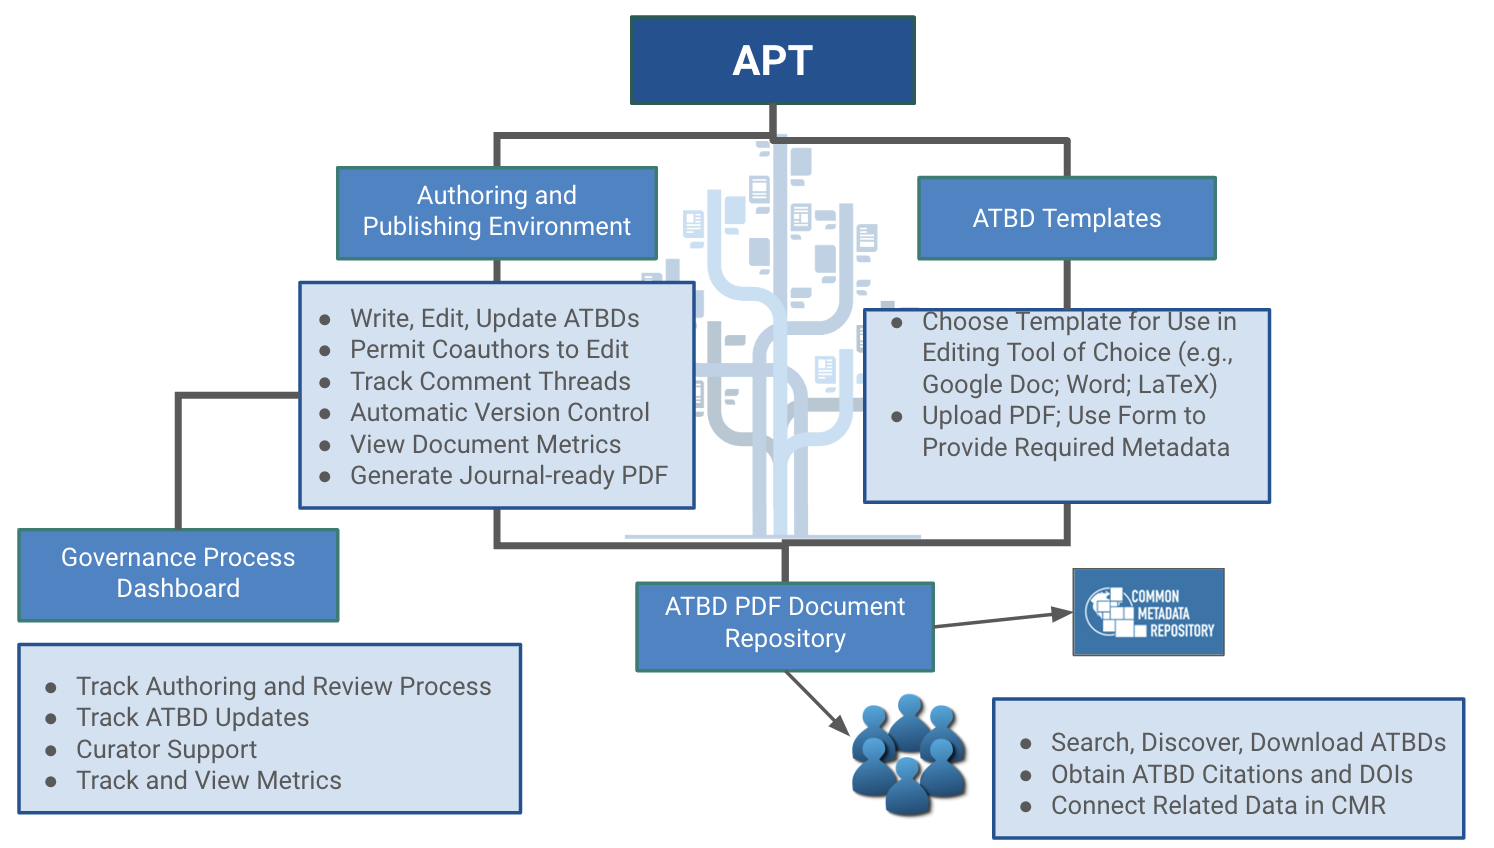 APT
Authoring and
Publishing Environment
ATBD Templates
● Write, Edit, Update ATBDs
● Permit Coauthors to Edit
● Track Comment Threads
● Automatic Version Control
● View Document Metrics
● Generate Journal-ready PDF
● Choose Template for Use in
Editing Tool of Choice (e.g.,
Google Doc; Word; LaTeX)
● Upload PDF; Use Form to
Provide Required Metadata
Governance Process
Dashboard
● Track Authoring and Review Process
● Track ATBD Updates
● Curator Support
● Track and View Metrics
ATBD PDF Document
Repository
COMMON
METADATA
REPOSITORY
● Search, Discover, Download ATBDs
● Obtain ATBD Citations and DOIs
● Connect Related Data in CMR